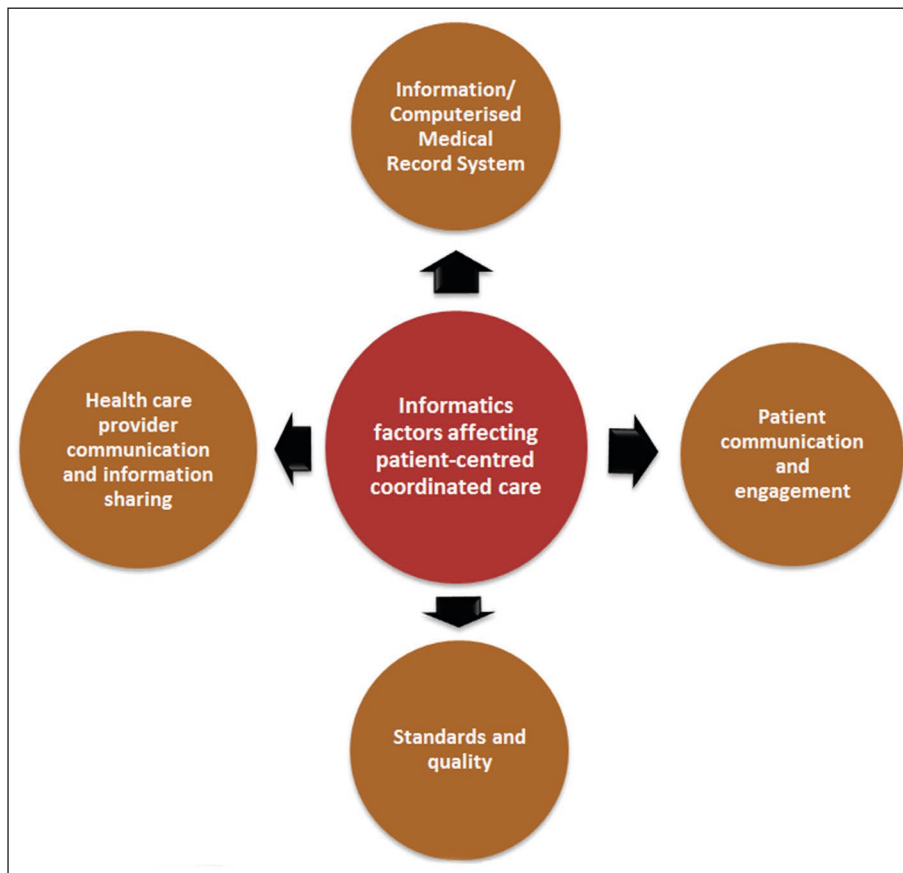 Information/
Computerised
Medical
Record System
Health care
provider
communication
and information
sharing
Informatics
factors affecting
patient-centred
coordinated care
Patient
communication
and
engagement
Standards and
quality